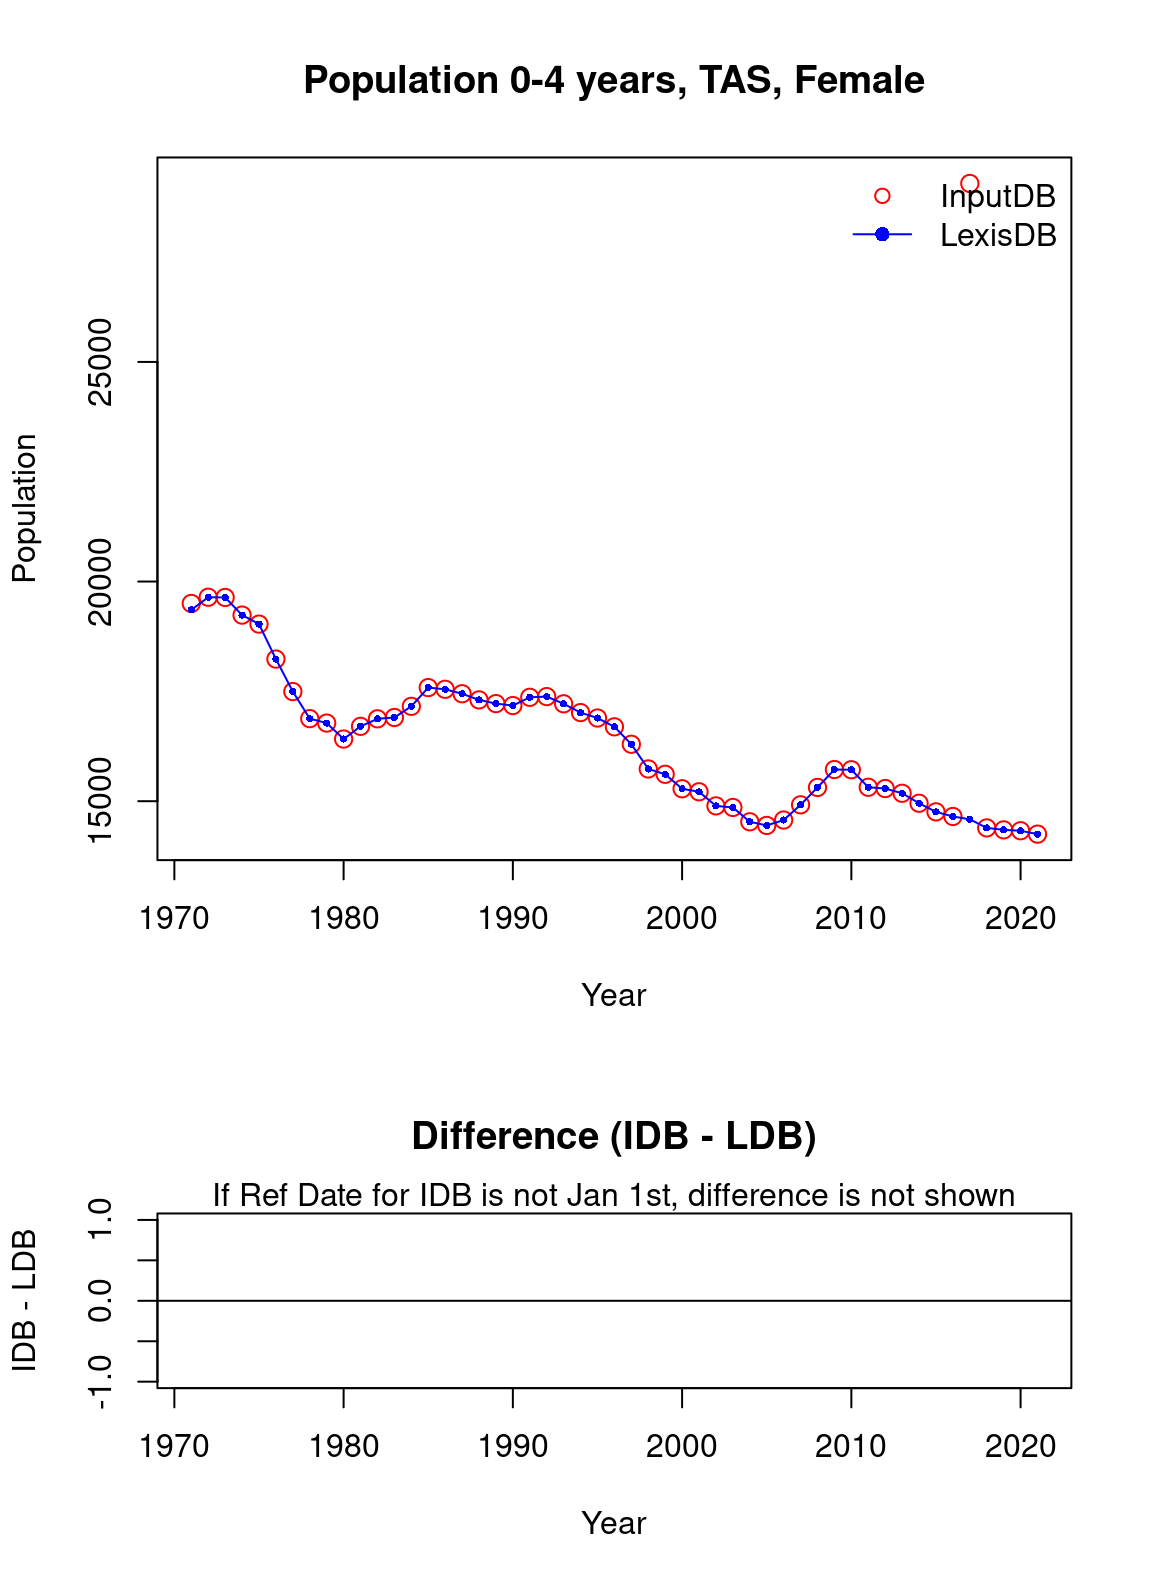 Population 0-4 years, TAS, Female
InputDB
LexisDB
Population
25000
20000
15000
1970 1980 1990 2000 2010 2020
Year
Difference (IDB - LDB)
If Ref Date for IDB is not Jan 1st, difference is not shown
IDB - LDB
1.0
0.0
-1.0
1970 1980 1990 2000 2010 2020
Year